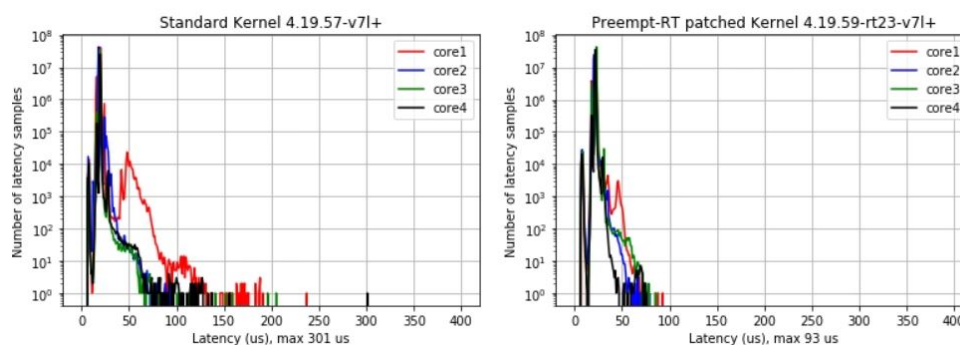 Standard Kernel 4.19.57-v7l+
Number of latency samples
10^8
10^7
10^6
10^5
10^4
10^3
10^2
10^1
10^0
core1
core2
core3
core4
0 50 100 150 200 250 300 350 400
Latency (us), max 301 us
Preempt-RT patched Kernel 4.19.59-rt23-v7l+
Number of latency samples
10^8
10^7
10^6
10^5
10^4
10^3
10^2
10^1
10^0
core1
core2
core3
core4
0 50 100 150 200 250 300 350 400
Latency (us), max 93 us